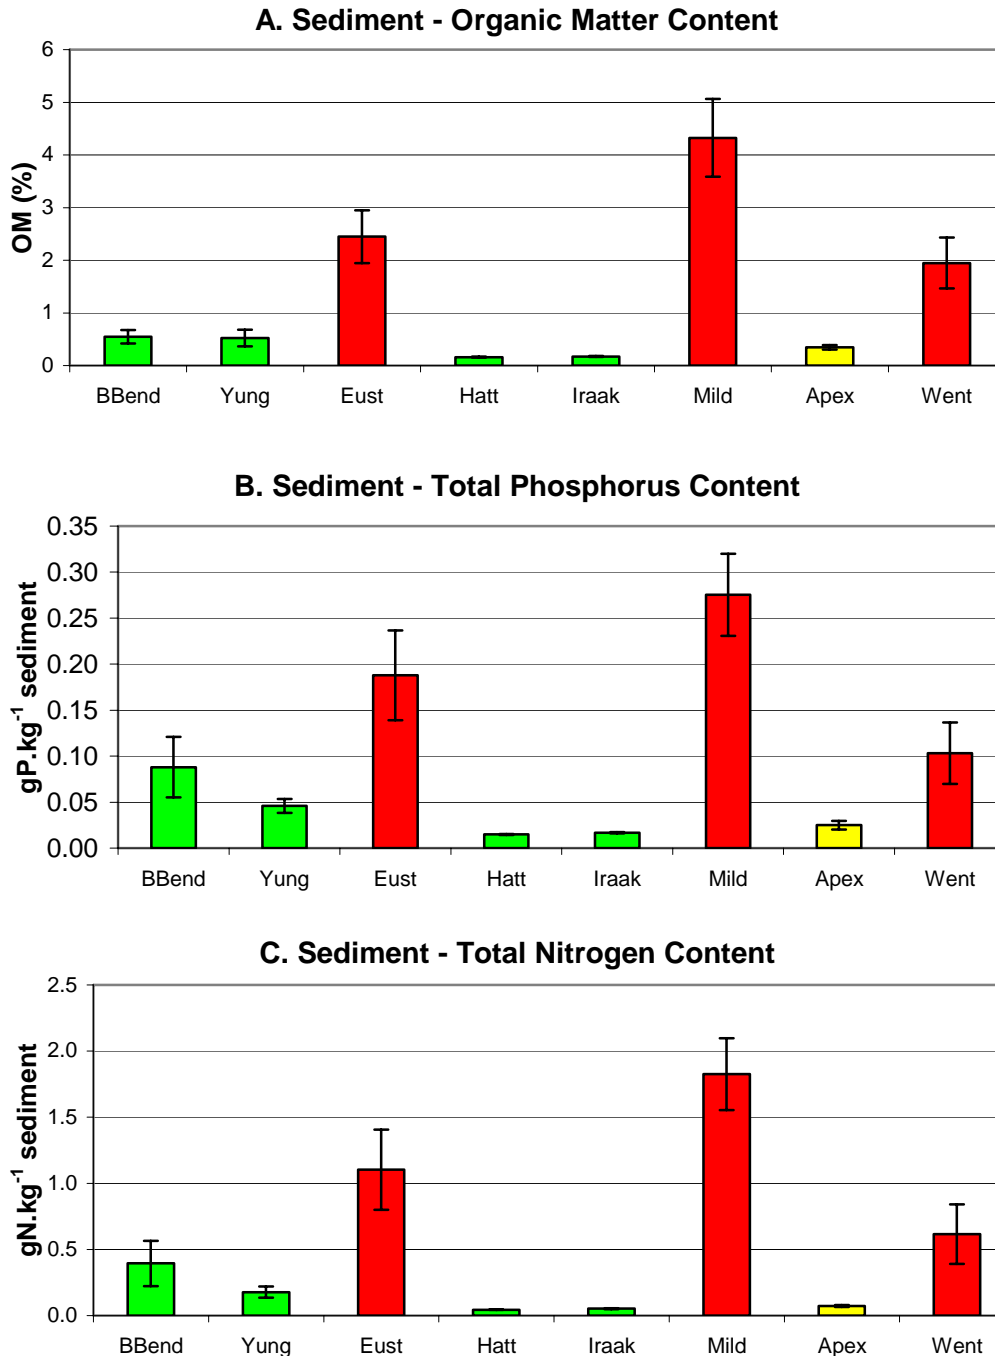 A. Sediment - Organic Matter Content
6
5
4
3
2
1
0
OM (%)
BBend Yung Eust Hatt Iraak Mild Apex Went
B. Sediment - Total Phosphorus Content
0.35
0.30
0.25
0.20
0.15
0.10
0.05
0.00
gP.kg⁻¹ sediment
BBend Yung Eust Hatt Iraak Mild Apex Went
C. Sediment - Total Nitrogen Content
2.5
2.0
1.5
1.0
0.5
0.0
gN.kg⁻¹ sediment
BBend Yung Eust Hatt Iraak Mild Apex Went